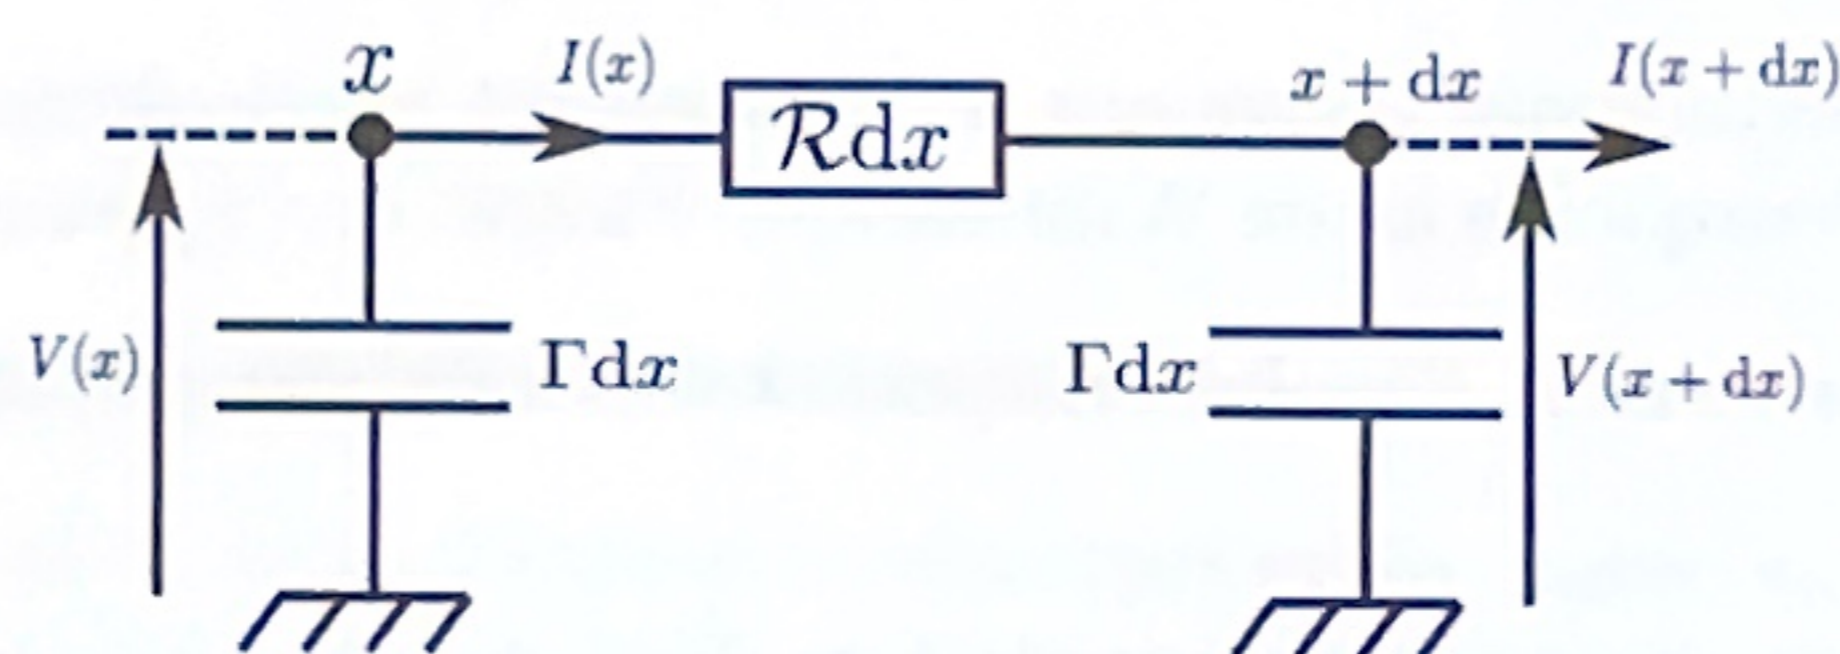 x
I(x)
ℛdx
x + dx
I(x + dx)
V(x)
Γdx
Γdx
V(x + dx)